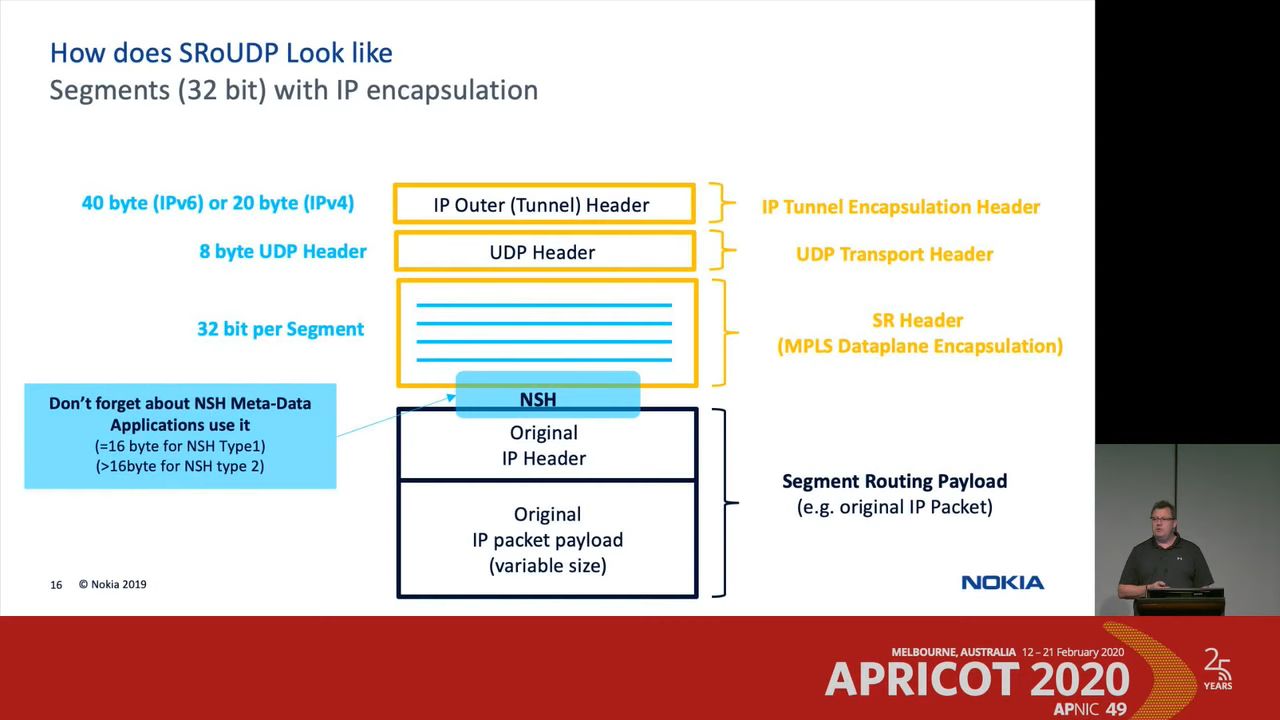 How does SRoUDP Look like
Segments (32 bit) with IP encapsulation
40 byte (IPv6) or 20 byte (IPv4)
IP Outer (Tunnel) Header
IP Tunnel Encapsulation Header
8 byte UDP Header
UDP Header
UDP Transport Header
32 bit per Segment
SR Header
(MPLS Dataplane Encapsulation)
Don't forget about NSH Meta-Data
Applications use it
(=16 byte for NSH Type1)
(>16byte for NSH type 2)
NSH
Original
IP Header
Original
IP packet payload
(variable size)
Segment Routing Payload
(e.g. original IP Packet)
16 © Nokia 2019
NOKIA
MELBOURNE, AUSTRALIA 12 – 21 February 2020
APRICOT 2020
APNIC 49
25
YEARS